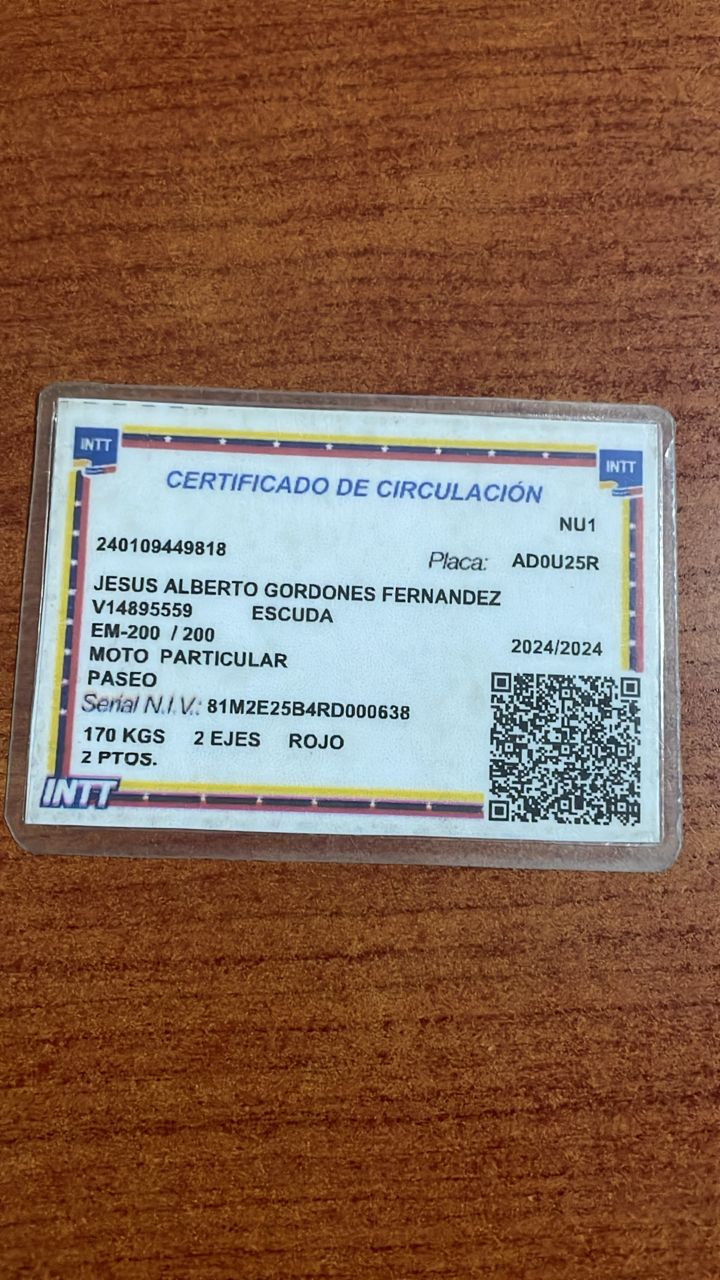 INTT
INTT
CERTIFICADO DE CIRCULACIÓN
NU1
240109449818
Placa: AD0U25R
JESUS ALBERTO GORDONES FERNANDEZ
V14895559 ESCUDA
EM-200 / 200
2024/2024
MOTO PARTICULAR
PASEO
Serial N.I.V.: 81M2E25B4RD000638
170 KGS 2 EJES ROJO
2 PTOS.
INTT